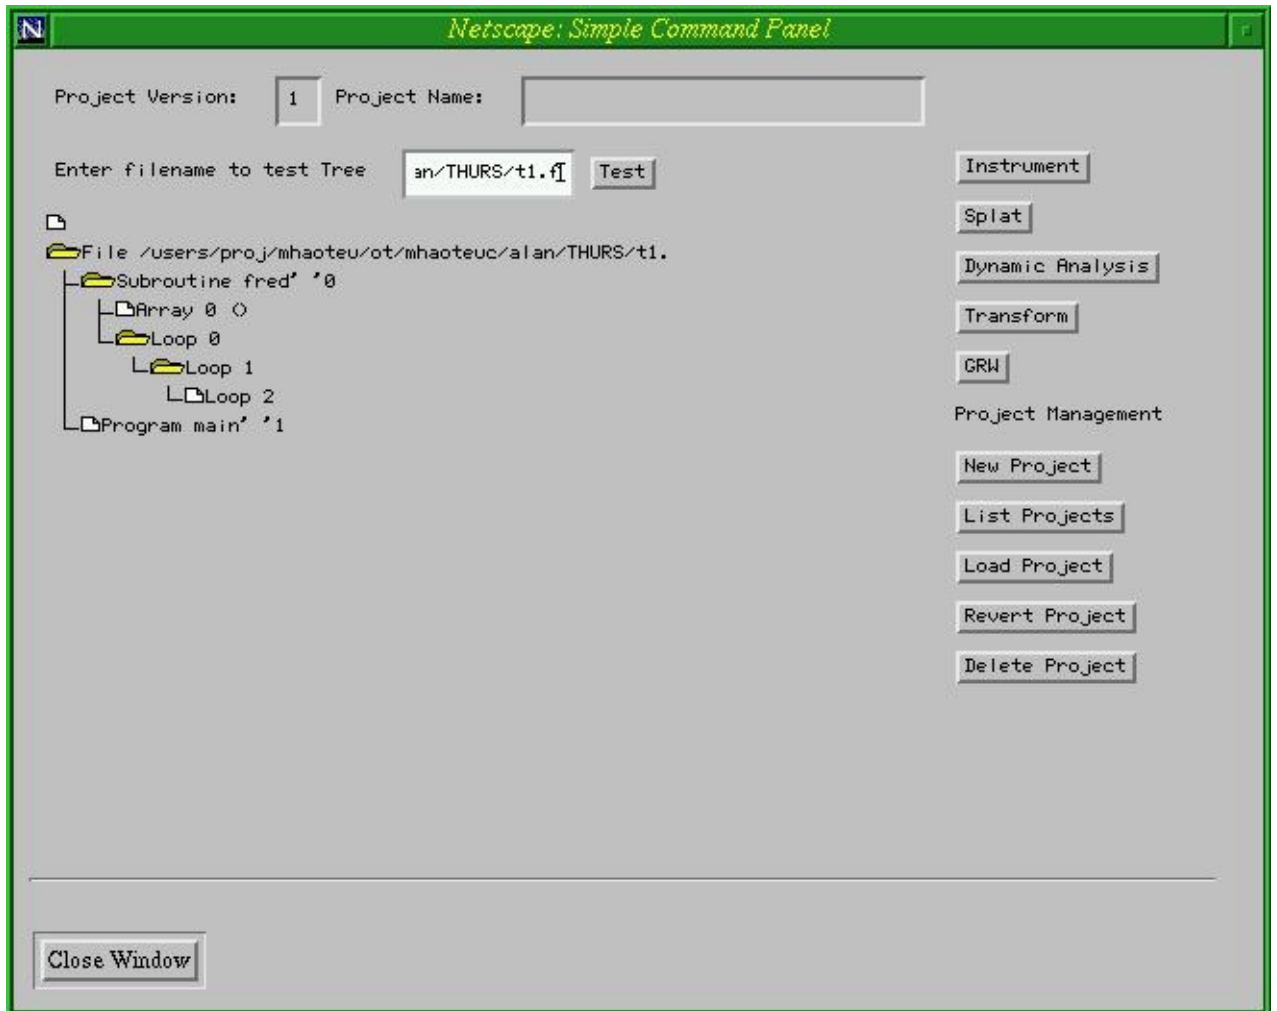 N Netscape: Simple Command Panel
Project Version: 1 Project Name:
Enter filename to test Tree an/THURS/t1.f Test
File /users/proj/mhaoteu/ot/mhaoteuc/alan/THURS/t1.
Subroutine fred' '0
Array 0 ()
Loop 0
Loop 1
Loop 2
Program main' '1
Instrument
Splat
Dynamic Analysis
Transform
GRW
Project Management
New Project
List Projects
Load Project
Revert Project
Delete Project
Close Window